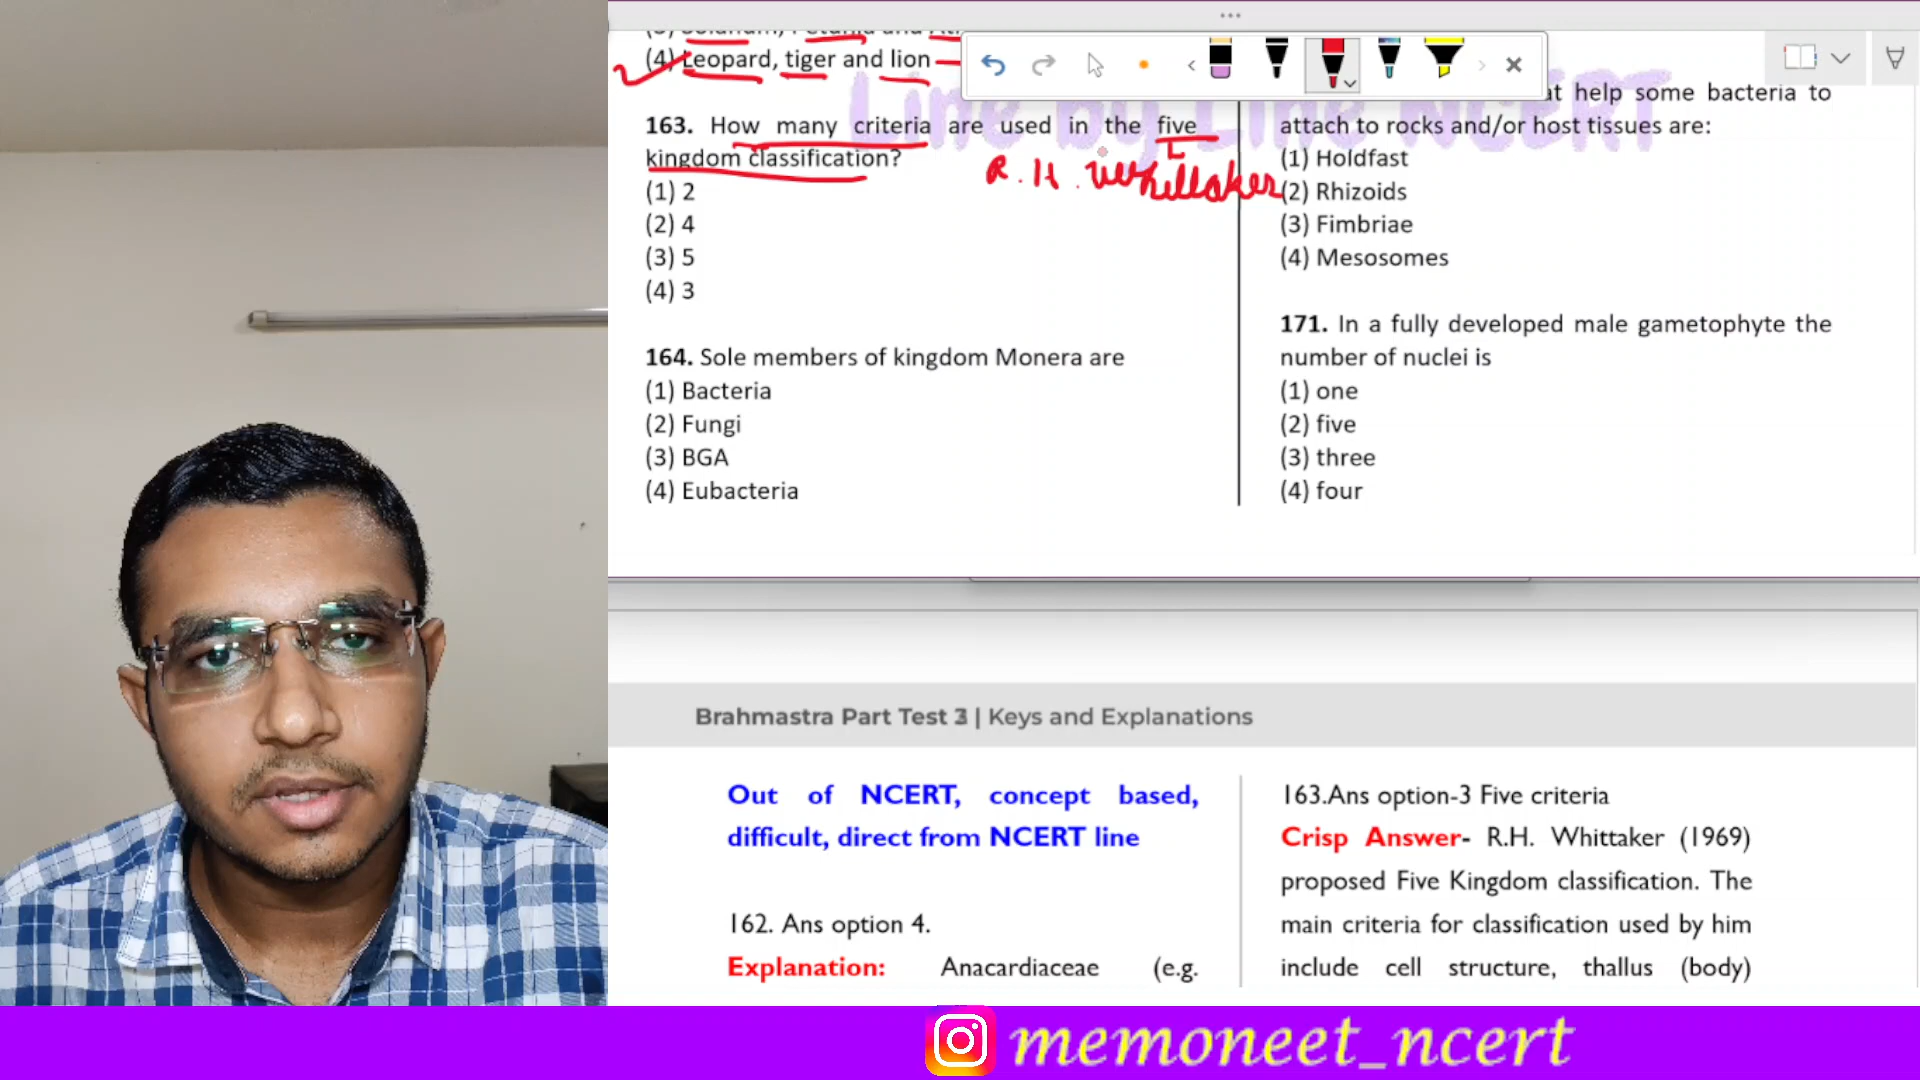 (4) Leopard, tiger and lion
Line by Line NCERT
163. How many criteria are used in the five
kingdom classification?
R. H. Whittaker
(1) 2
(2) 4
(3) 5
(4) 3
164. Sole members of kingdom Monera are
(1) Bacteria
(2) Fungi
(3) BGA
(4) Eubacteria
at help some bacteria to
attach to rocks and/or host tissues are:
(1) Holdfast
(2) Rhizoids
(3) Fimbriae
(4) Mesosomes
171. In a fully developed male gametophyte the
number of nuclei is
(1) one
(2) five
(3) three
(4) four
Brahmastra Part Test | Keys and Explanations
Out of NCERT, concept based,
difficult, direct from NCERT line
162. Ans option 4.
Explanation: Anacardiaceae (e.g.
163.Ans option-3 Five criteria
Crisp Answer- R.H. Whittaker (1969)
proposed Five Kingdom classification. The
main criteria for classification used by him
include cell structure, thallus (body)
memoneet_ncert